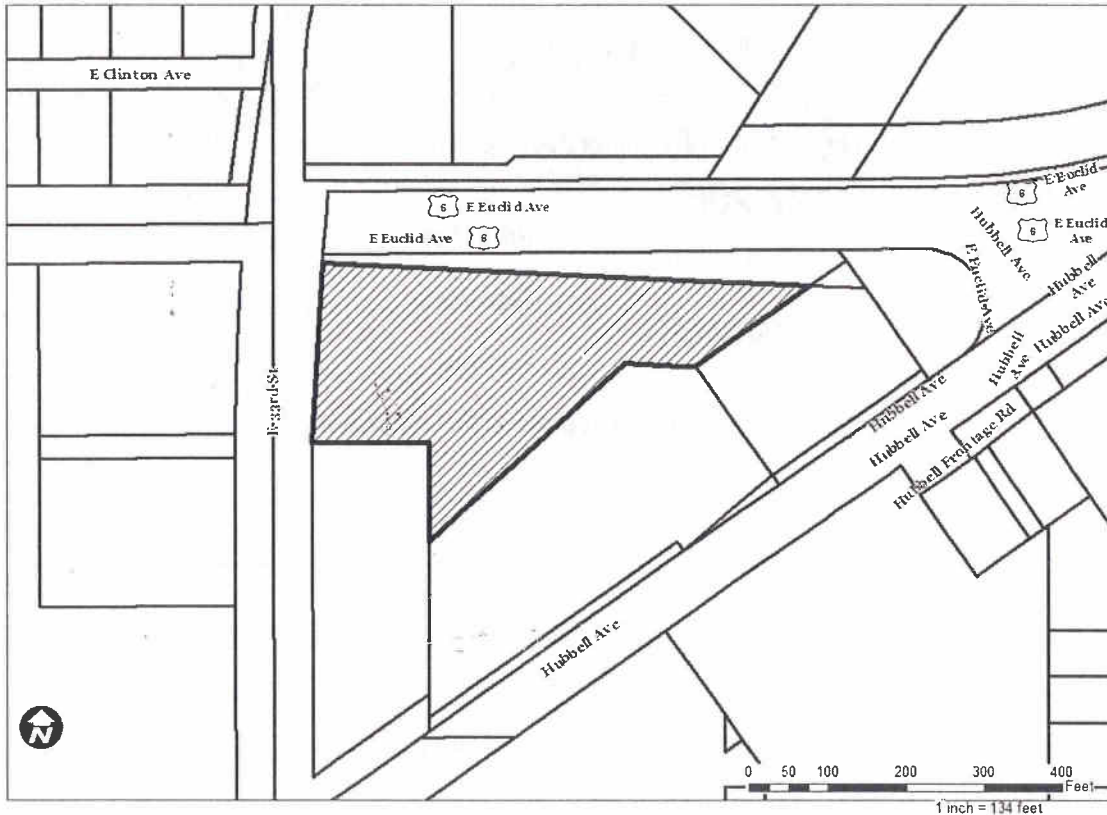 E Clinton Ave
6 E Euclid Ave
E Euclid Ave 6
6 E Euclid
Ave
6 E Euclid
Ave
Hubbell Ave
E Euclid Ave
Hubbell
Ave
Hubbell Ave
Hubbell
Ave
Hubbell Ave
Hubbell Ave
Hubbell Frontage Rd
Hubbell Ave
N
0 50 100 200 300 400
Feet
1 inch = 134 feet